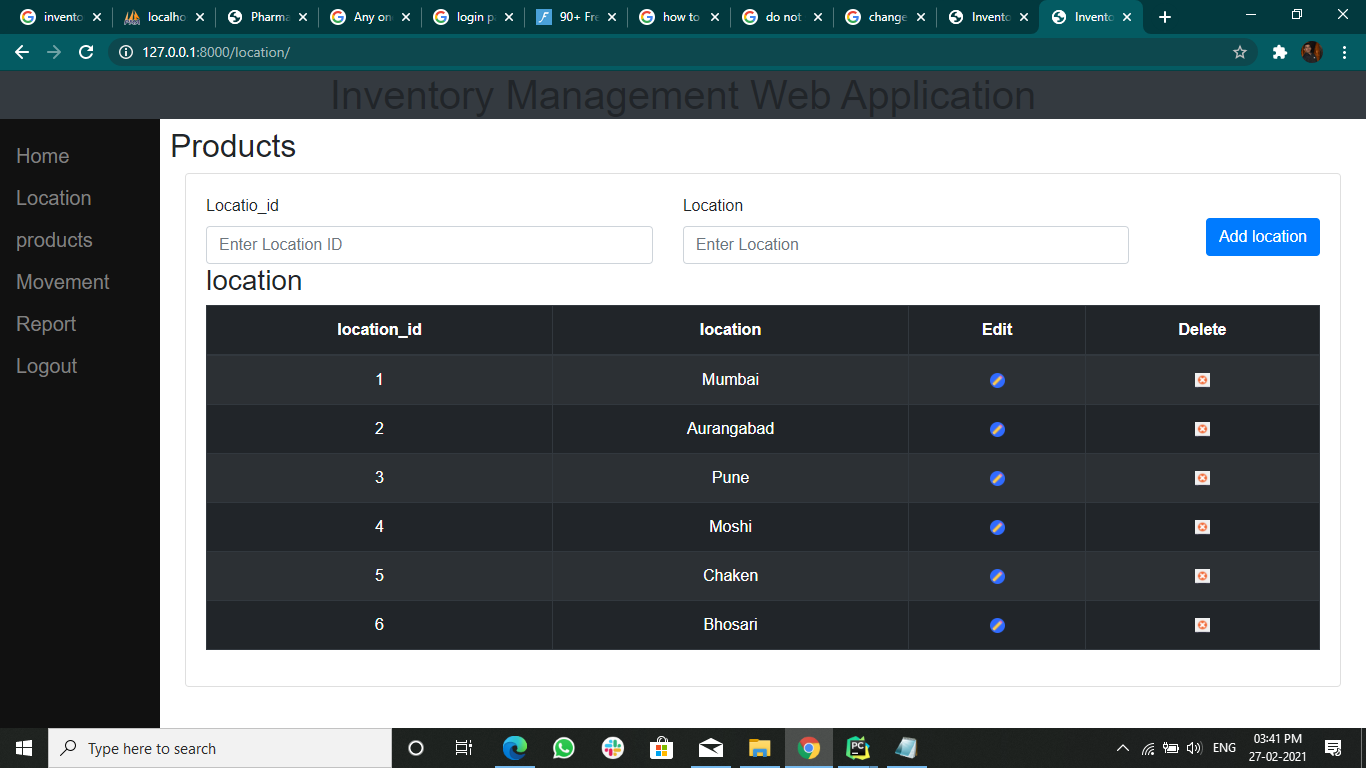 invento
localho
Pharma
Any on
login p
90+ Fre
how to
do not
change
Invento
Invento
127.0.0.1:8000/location/
Inventory Management Web Application
Home
Location
products
Movement
Report
Logout
Products
Locatio_id
Location
Enter Location ID
Enter Location
Add location
location
location_id location Edit Delete
1 Mumbai
2 Aurangabad
3 Pune
4 Moshi
5 Chaken
6 Bhosari
Type here to search
ENG
03:41 PM
27-02-2021